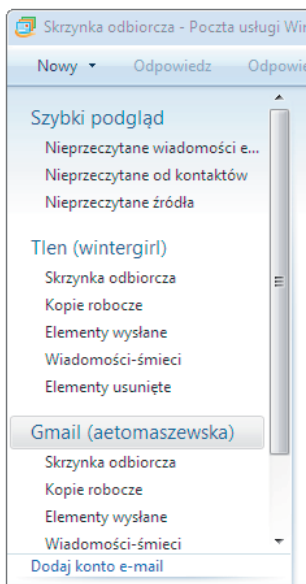 Skrzynka odbiorcza - Poczta usługi
Nowy Odpowiedz
Szybki podgląd
Nieprzeczytane wiadomości e...
Nieprzeczytane od kontaktów
Nieprzeczytane źródła
Tlen (wintergirl)
Skrzynka odbiorcza
Kopie robocze
Elementy wysłane
Wiadomości-śmieci
Elementy usunięte
Gmail (aetomaszewska)
Skrzynka odbiorcza
Kopie robocze
Elementy wysłane
Wiadomości-śmieci
Dodaj konto e-mail